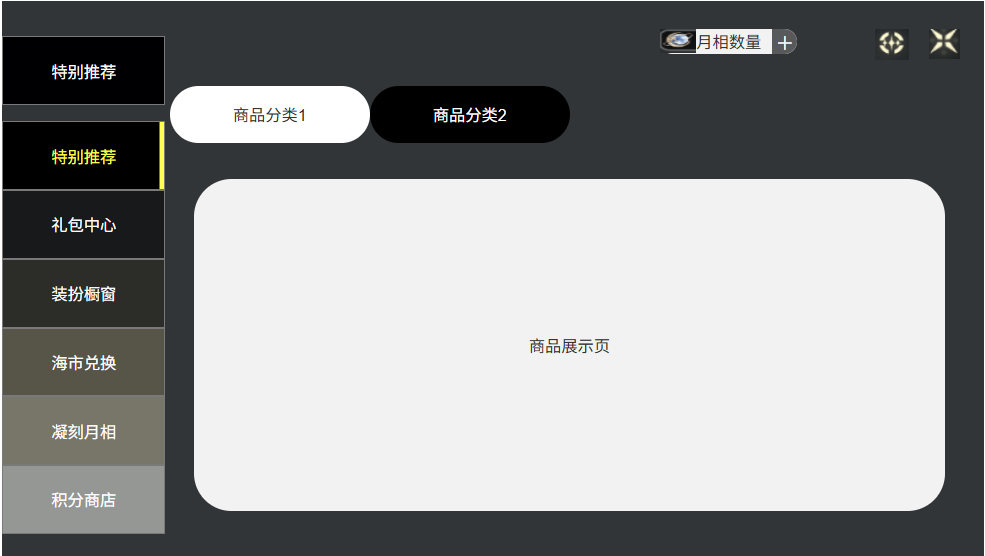 月相数量
特别推荐
商品分类1
商品分类2
特别推荐
礼包中心
装扮橱窗
海市兑换
商品展示页
凝刻月相
积分商店